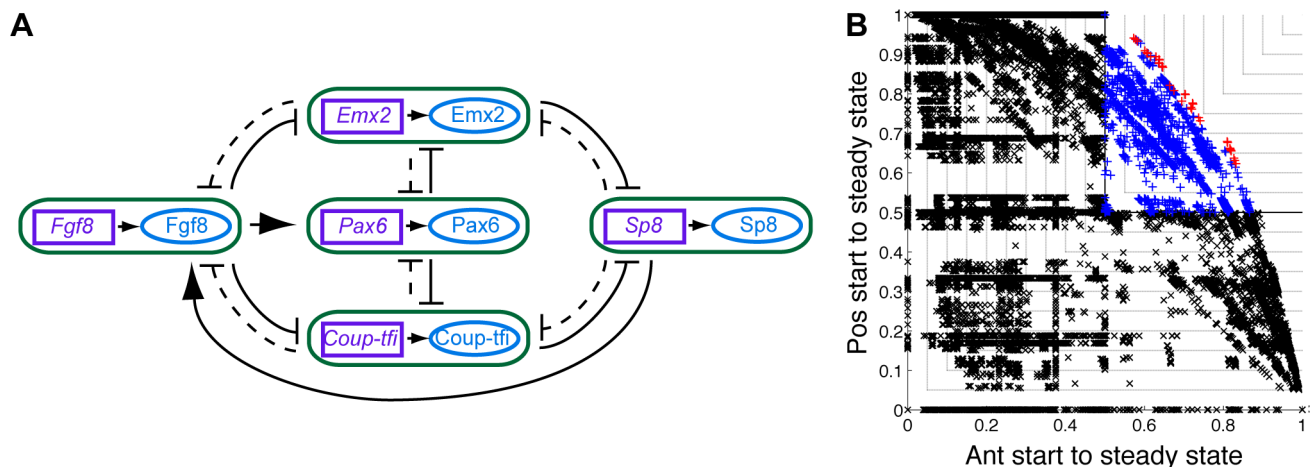 A
Emx2 Emx2
Fgf8 Fgf8
Pax6 Pax6
Sp8 Sp8
Coup-tfi Coup-tfi
B
Pos start to steady state
1
0.9
0.8
0.7
0.6
0.5
0.4
0.3
0.2
0.1
0
0 0.2 0.4 0.6 0.8 1
Ant start to steady state